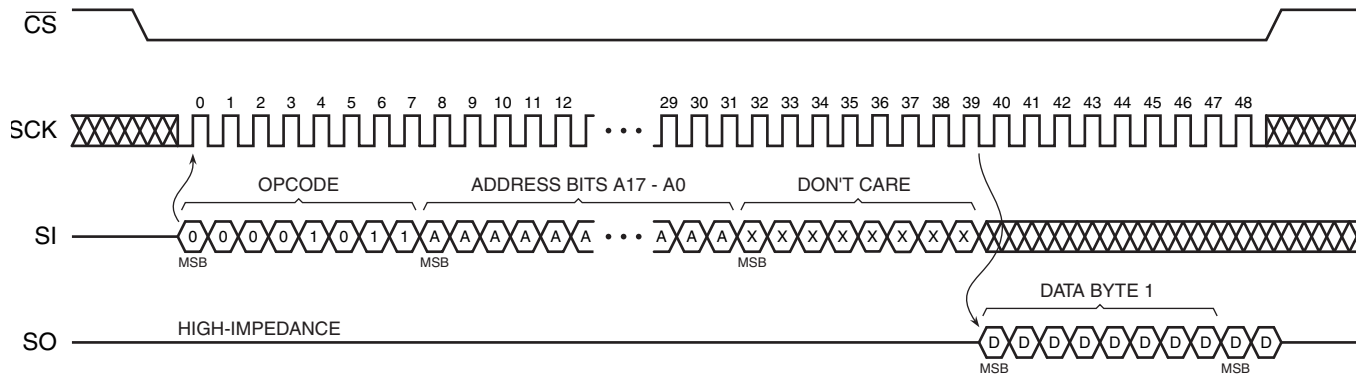 CS
0 1 2 3 4 5 6 7 8 9 10 11 12 29 30 31 32 33 34 35 36 37 38 39 40 41 42 43 44 45 46 47 48
SCK
OPCODE ADDRESS BITS A17 - A0 DON'T CARE
SI 0 0 0 0 1 0 1 1 A A A A A A • • • A A A X X X X X X X X
MSB MSB MSB
DATA BYTE 1
HIGH-IMPEDANCE
SO D D D D D D D D D D
MSB MSB